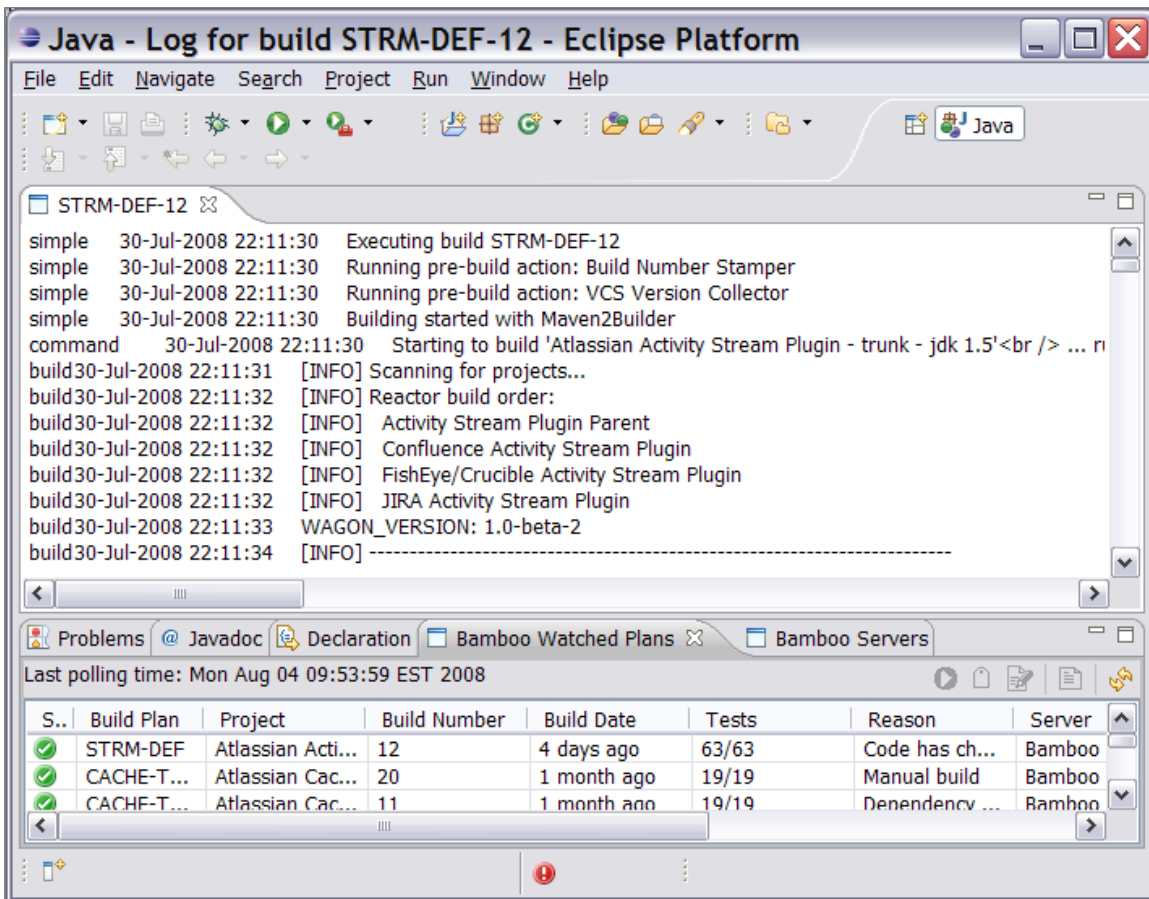 Java - Log for build STRM-DEF-12 - Eclipse Platform
File Edit Navigate Search Project Run Window Help
Java
STRM-DEF-12
simple 30-Jul-2008 22:11:30 Executing build STRM-DEF-12
simple 30-Jul-2008 22:11:30 Running pre-build action: Build Number Stamper
simple 30-Jul-2008 22:11:30 Running pre-build action: VCS Version Collector
simple 30-Jul-2008 22:11:30 Building started with Maven2Builder
command 30-Jul-2008 22:11:30 Starting to build 'Atlassian Activity Stream Plugin - trunk - jdk 1.5'<br /> ...
build30-Jul-2008 22:11:31 [INFO] Scanning for projects...
build30-Jul-2008 22:11:32 [INFO] Reactor build order:
build30-Jul-2008 22:11:32 [INFO] Activity Stream Plugin Parent
build30-Jul-2008 22:11:32 [INFO] Confluence Activity Stream Plugin
build30-Jul-2008 22:11:32 [INFO] FishEye/Crucible Activity Stream Plugin
build30-Jul-2008 22:11:32 [INFO] JIRA Activity Stream Plugin
build30-Jul-2008 22:11:33 WAGON_VERSION: 1.0-beta-2
build30-Jul-2008 22:11:34 [INFO] ------------------------------------------------------------------------
Problems @ Javadoc Declaration Bamboo Watched Plans Bamboo Servers
Last polling time: Mon Aug 04 09:53:59 EST 2008
S.. Build Plan Project Build Number Build Date Tests Reason Server
STRM-DEF Atlassian Acti... 12 4 days ago 63/63 Code has ch... Bamboo
CACHE-T... Atlassian Cac... 20 1 month ago 19/19 Manual build Bamboo
CACHE-T... Atlassian Cac... 11 1 month ago 19/19 Dependency ... Bamboo